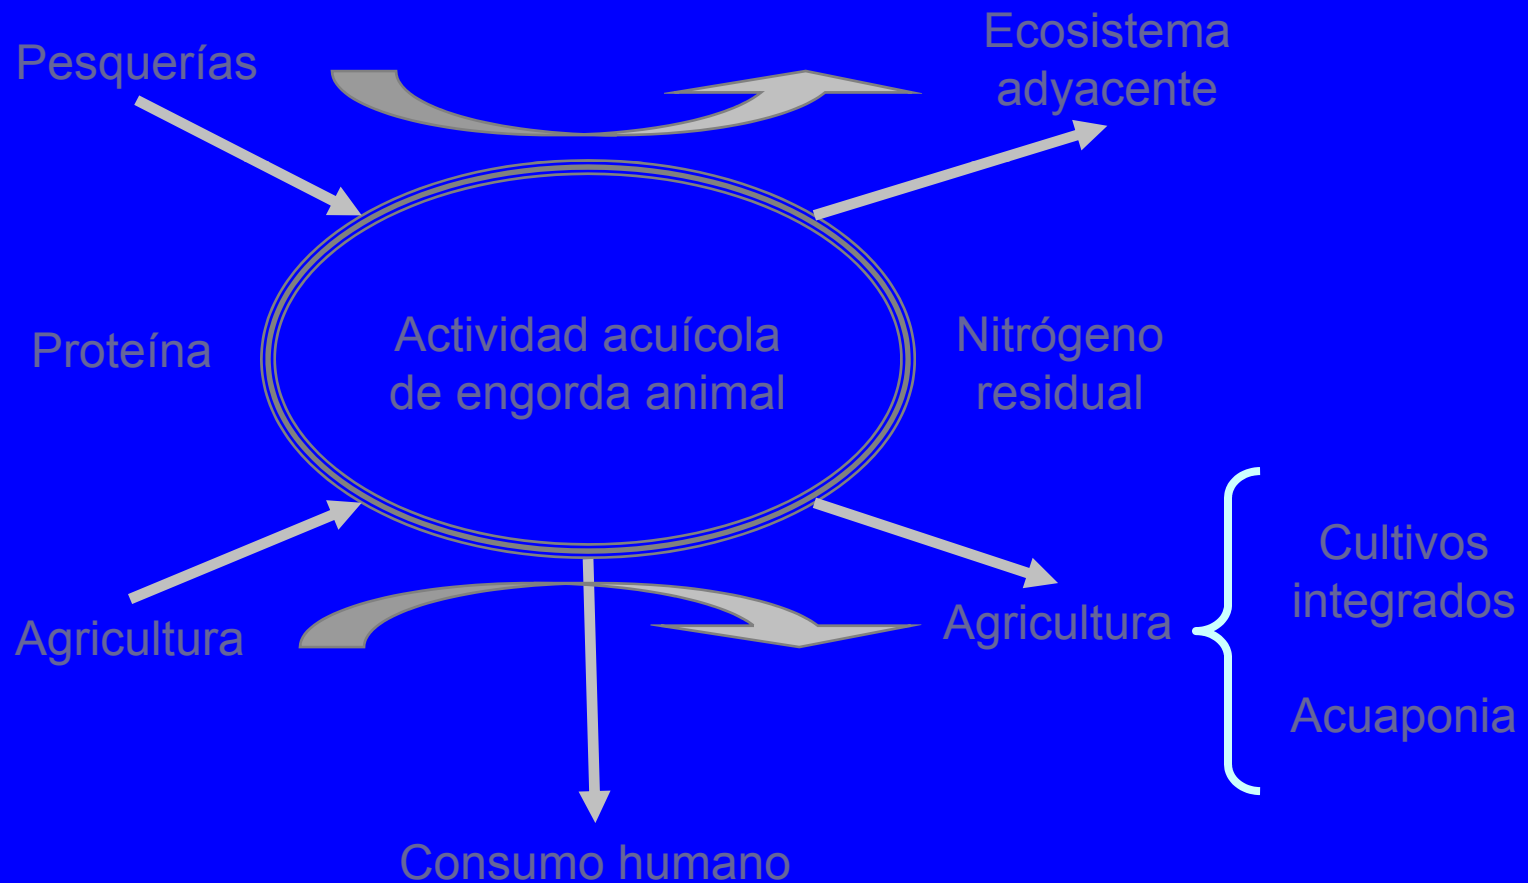 Pesquerías
Ecosistema
adyacente
Proteína
Actividad acuícola
de engorda animal
Nitrógeno
residual
Agricultura
Agricultura
Cultivos
integrados
Acuaponia
Consumo humano